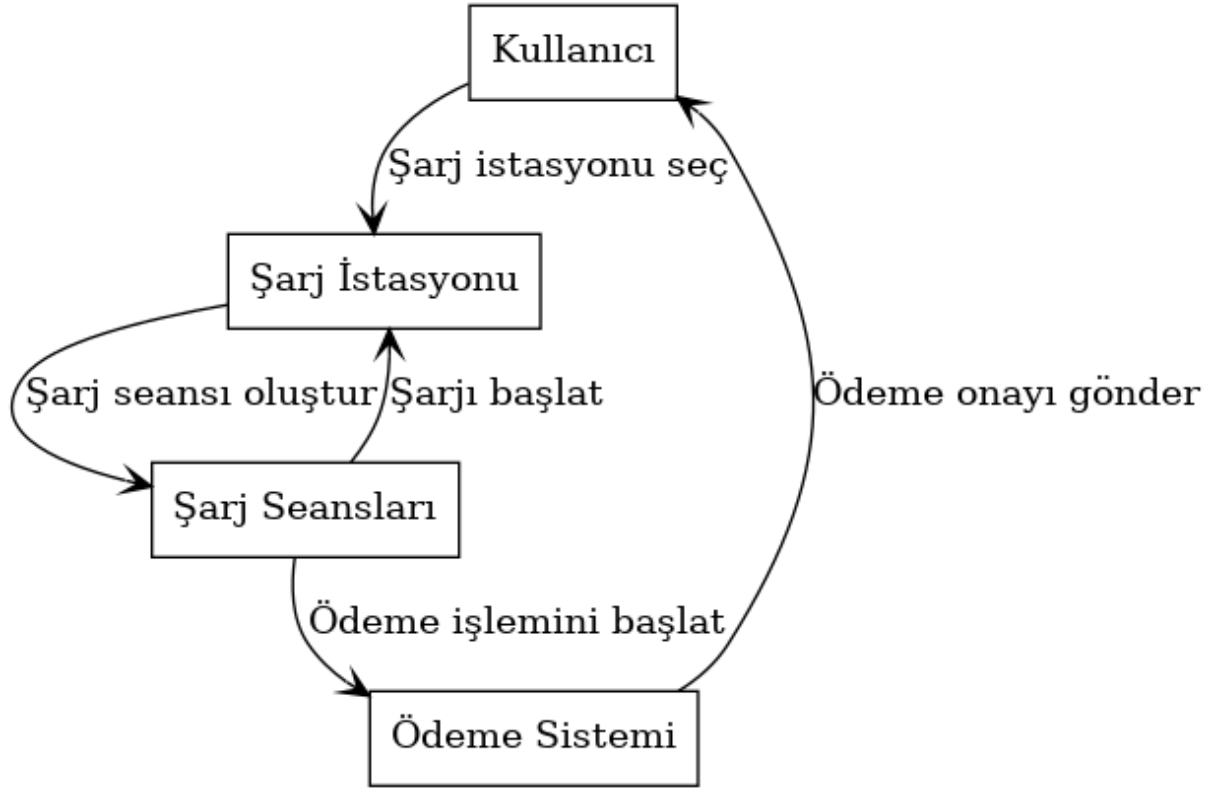 Kullanıcı
Şarj istasyonu seç
Şarj İstasyonu
Şarj seansı oluştur
Şarjı başlat
Ödeme onayı gönder
Şarj Seansları
Ödeme işlemini başlat
Ödeme Sistemi